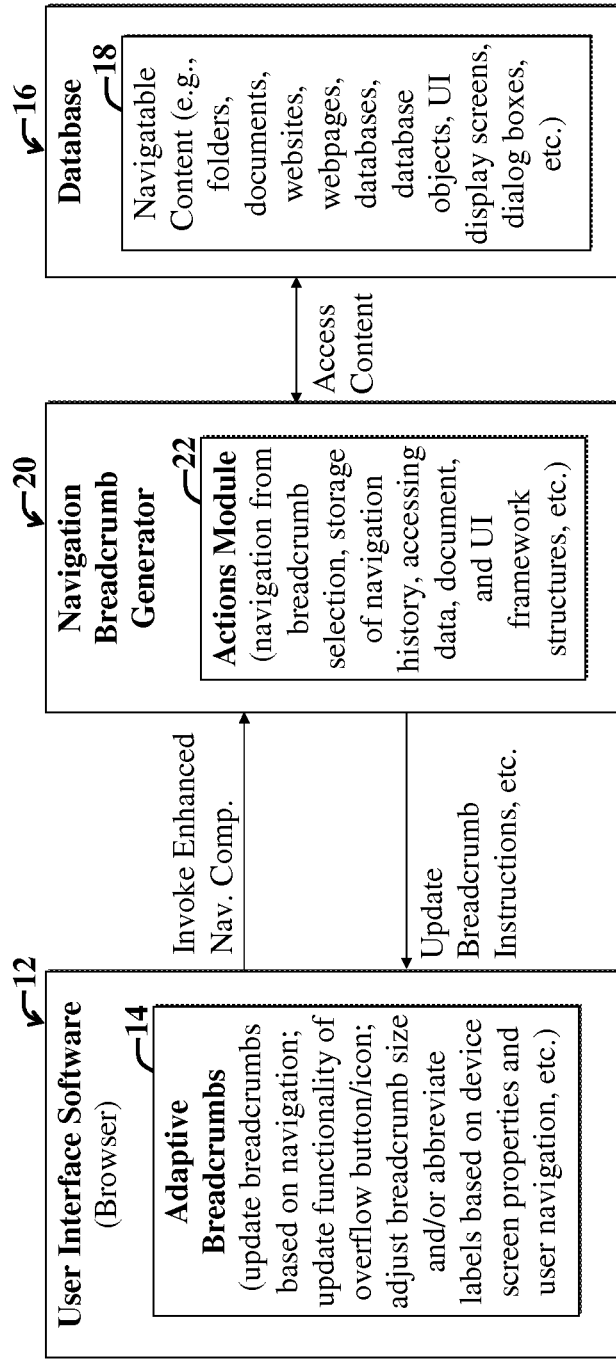 12
User Interface Software
(Browser)
14
Adaptive
Breadcrumbs
(update breadcrumbs
based on navigation;
update functionality of
overflow button/icon;
adjust breadcrumb size
and/or abbreviate
labels based on device
screen properties and
user navigation, etc.)
Invoke Enhanced
Nav. Comp.
Update
Breadcrumb
Instructions, etc.
20
Navigation
Breadcrumb
Generator
22
Actions Module
(navigation from
breadcrumb
selection, storage
of navigation
history, accessing
data, document,
and UI
framework
structures, etc.)
Access
Content
16
Database
18
Navigatable
Content (e.g.,
folders,
documents,
websites,
webpages,
databases,
database
objects, UI
display screens,
dialog boxes,
etc.)